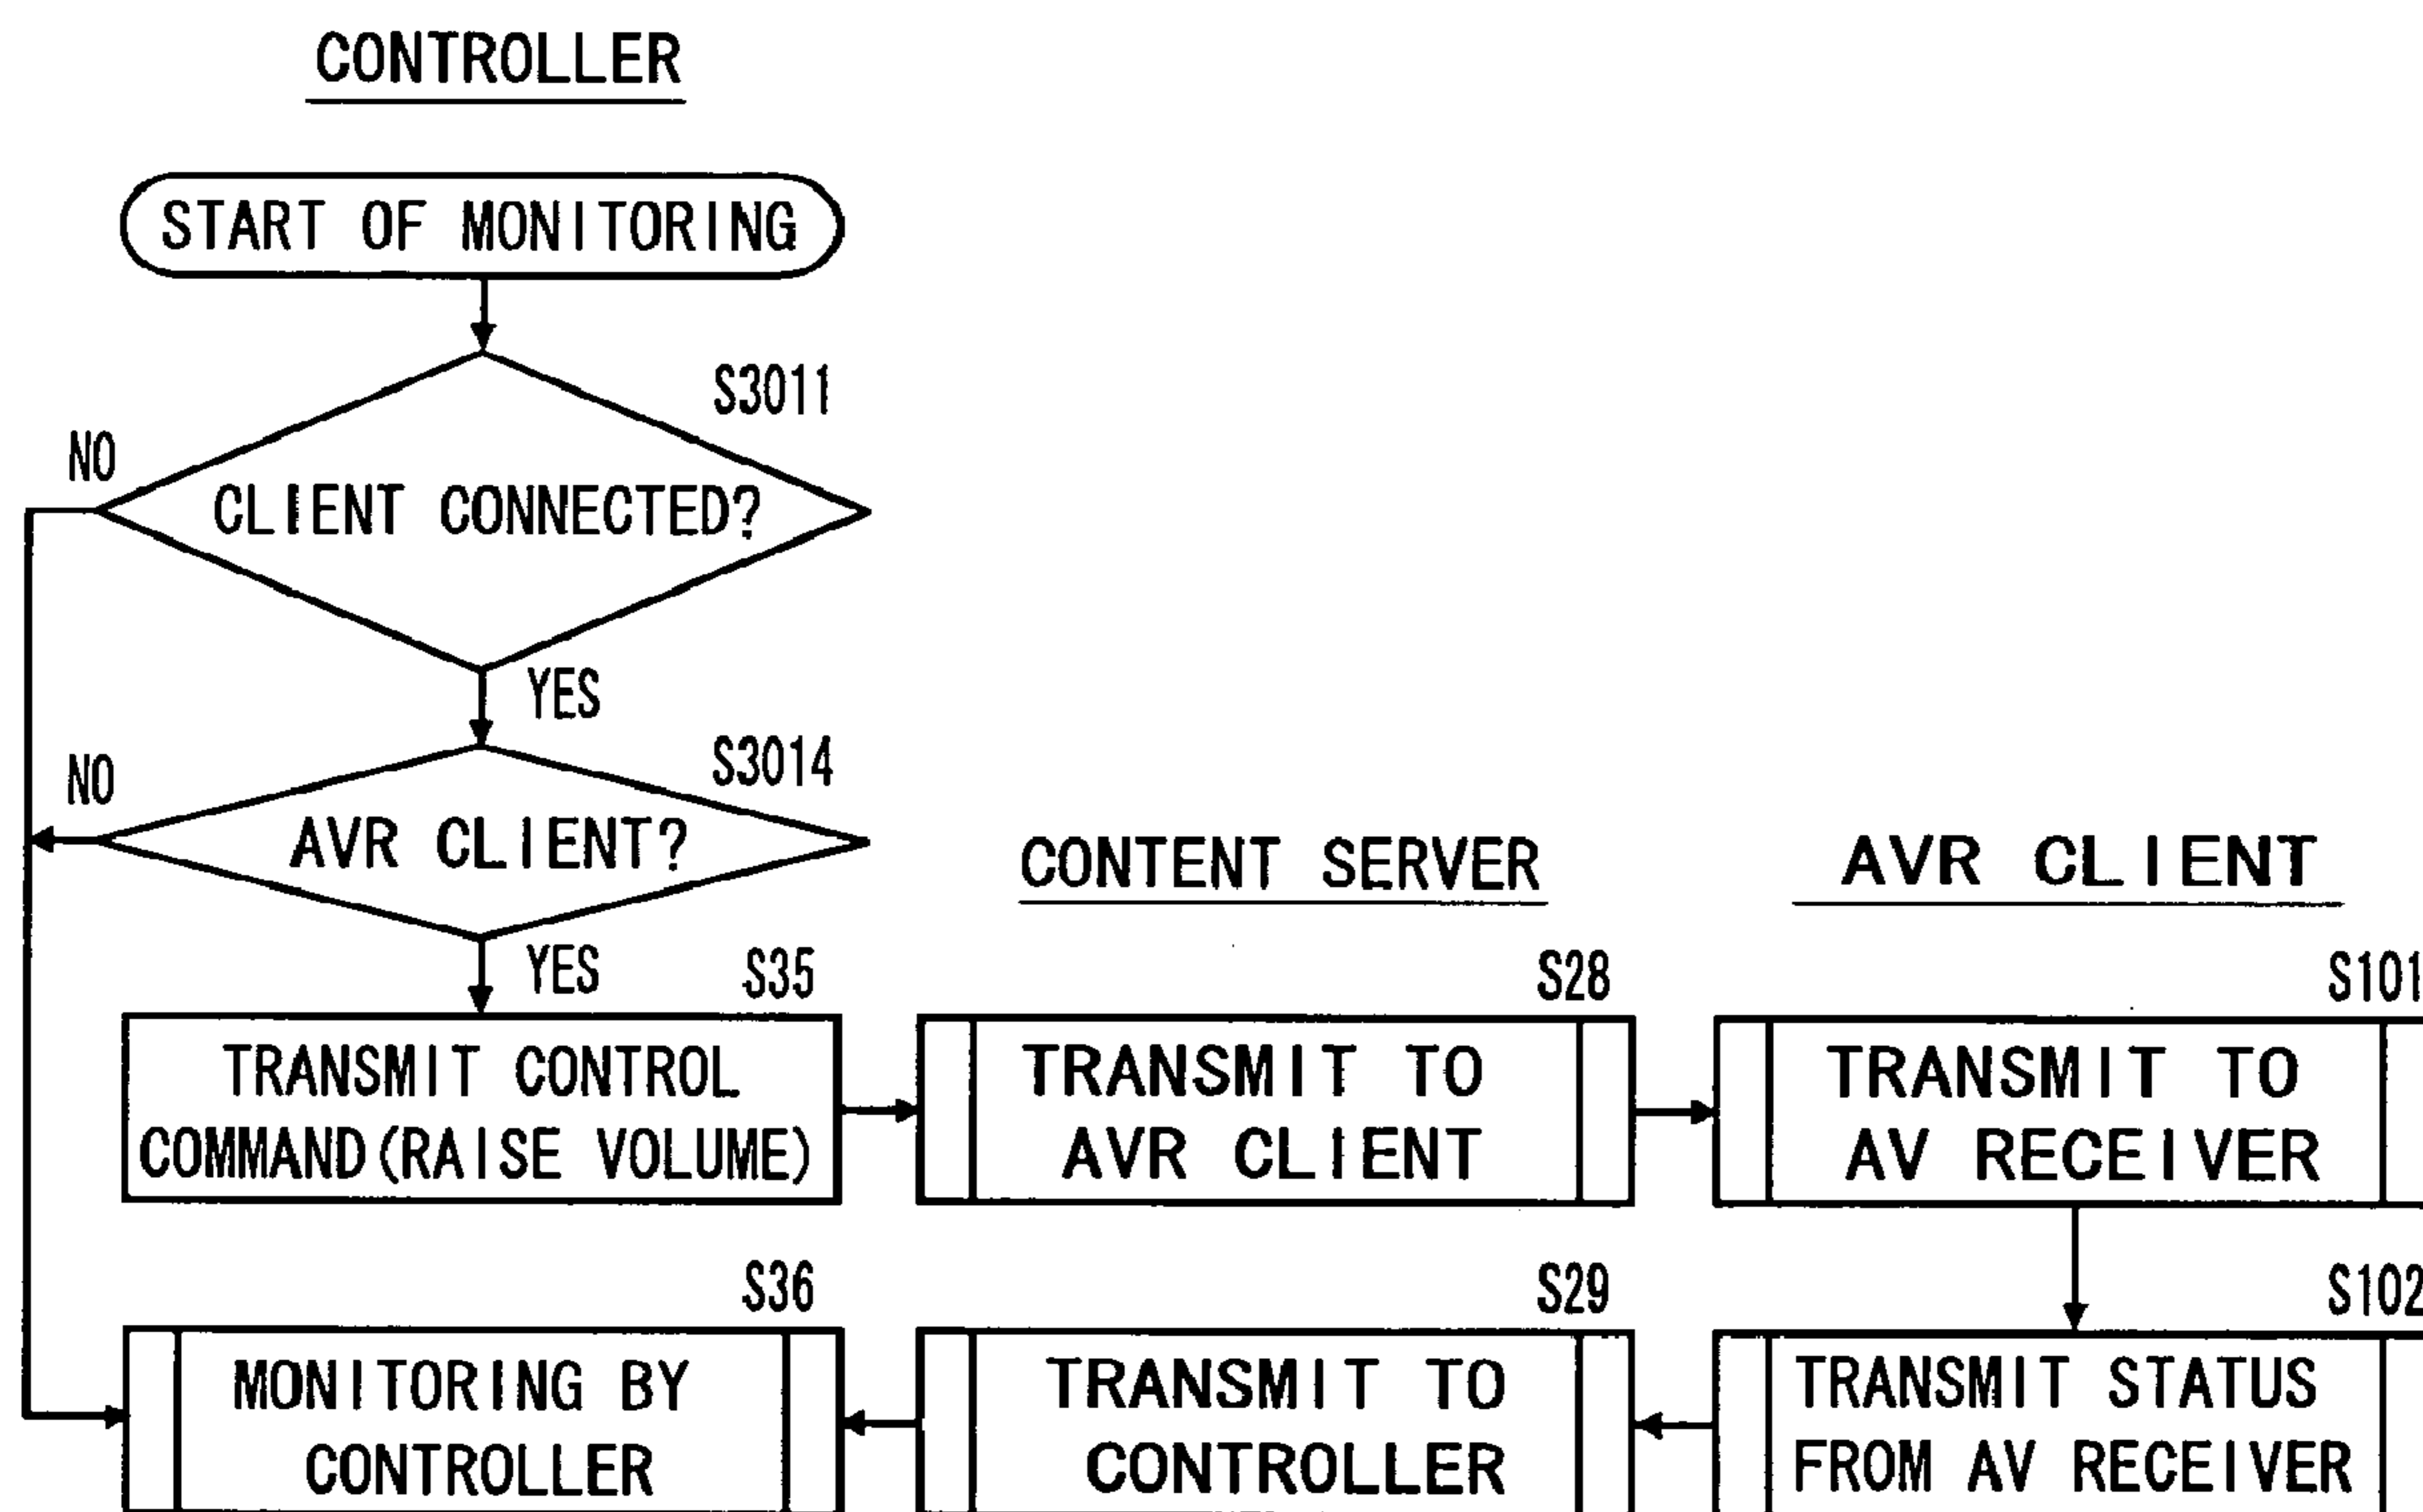 CONTROLLER
START OF MONITORING
S3011
NO
CLIENT CONNECTED?
YES
S3014
NO
AVR CLIENT?
YES
CONTENT SERVER
AVR CLIENT
S35
TRANSMIT CONTROL
COMMAND(RAISE VOLUME)
S28
TRANSMIT TO
AVR CLIENT
S101
TRANSMIT TO
AV RECEIVER
S36
MONITORING BY
CONTROLLER
S29
TRANSMIT TO
CONTROLLER
S102
TRANSMIT STATUS
FROM AV RECEIVER